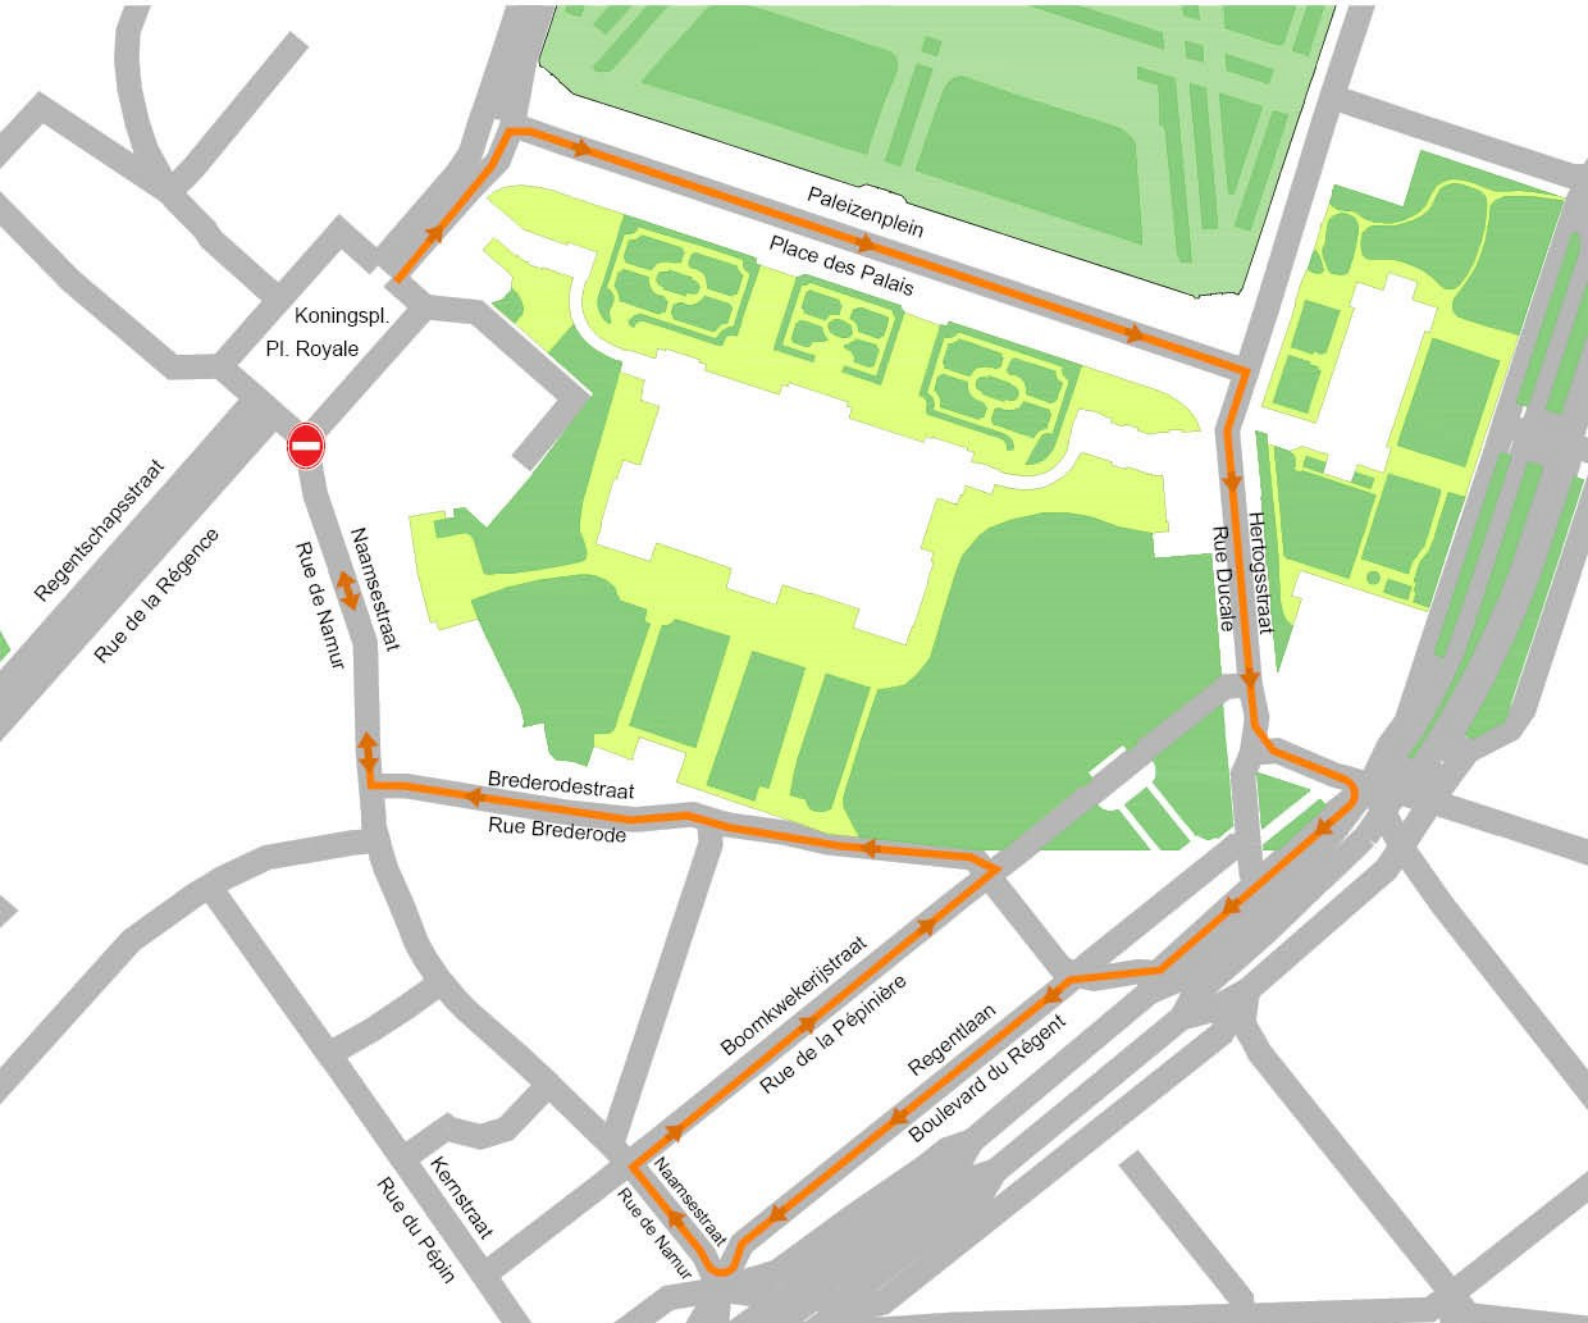 Paleizenplein
Place des Palais
Koningspl.
Pl. Royale
Regentschapsstraat
Rue de la Régence
Naamsestraat
Rue de Namur
Hertogsstraat
Rue Ducale
Brederodestraat
Rue Brederode
Boomkwekerijstraat
Rue de la Pépinière
Regentlaan
Boulevard du Régent
Naamsestraat
Rue de Namur
Kernstraat
Rue du Pépin